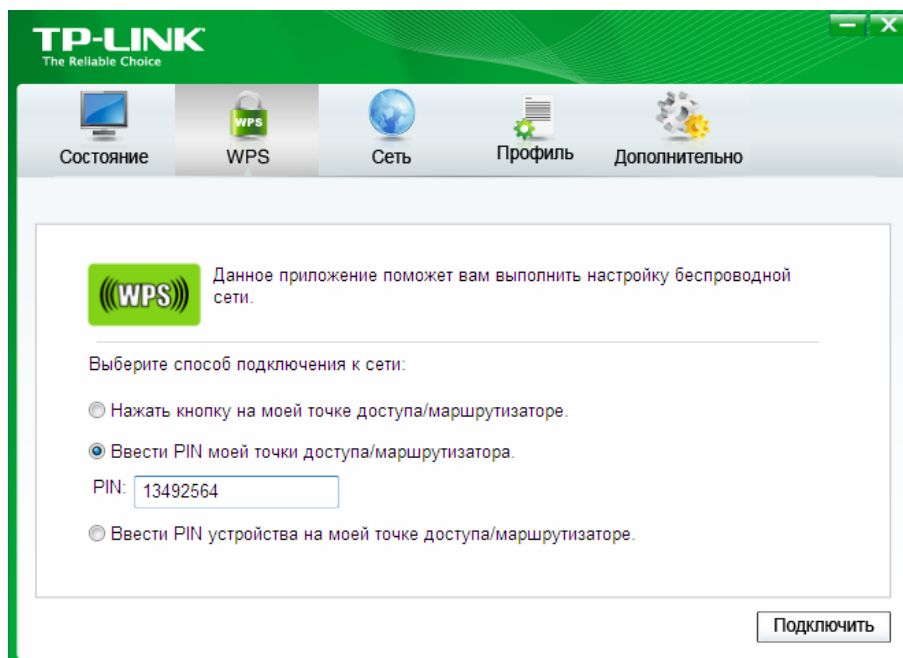 TP-LINK
The Reliable Choice
WPS
Состояние
WPS
Сеть
Профиль
Дополнительно
(((WPS)))
Данное приложение поможет вам выполнить настройку беспроводной
сети.
Выберите способ подключения к сети:
Нажать кнопку на моей точке доступа/маршрутизаторе.
Ввести PIN моей точки доступа/маршрутизатора.
PIN: 13492564
Ввести PIN устройства на моей точке доступа/маршрутизаторе.
Подключить